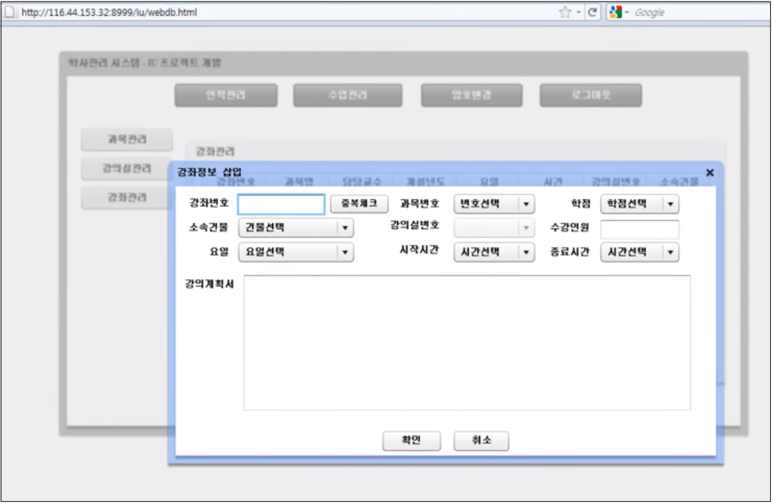 http://116.44.153.32:8999/iu/webdb.html
Google
학사관리 시스템 - IU 프로젝트 개발
인적관리 수업관리 암호변경 로그아웃
과목관리
강좌관리
강의실관리
강좌정보 삽입
강좌번호 과목명 담당교수 개설년도 요일 시간 강의실번호 소속건물
강좌관리
강좌번호 중복체크 과목번호 번호선택 학점 학점선택
소속건물 건물선택 강의실번호 수강인원
요일 요일선택 시작시간 시간선택 종료시간 시간선택
강의계획서
확인 취소